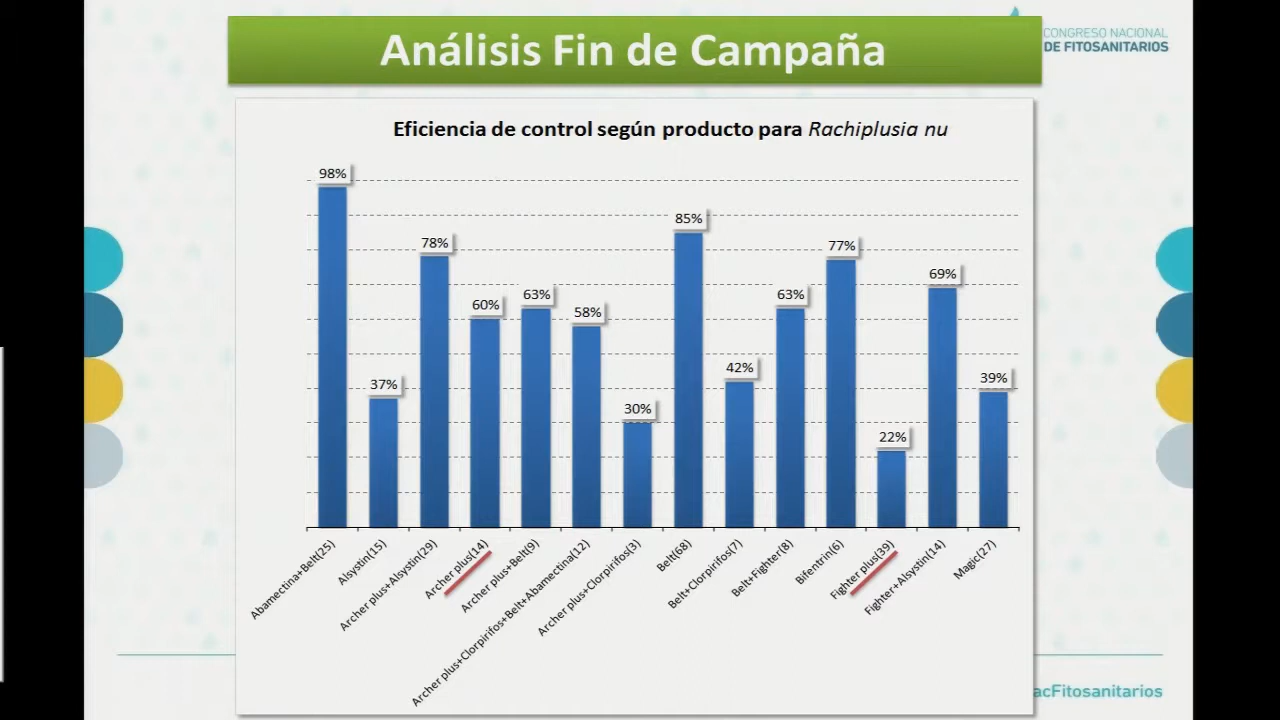 Análisis Fin de Campaña
CONGRESO NACIONAL
DE FITOSANITARIOS
Eficiencia de control según producto para Rachiplusia nu
98%
37%
78%
60%
63%
58%
30%
85%
42%
63%
77%
22%
69%
39%
Abamectina+Belt(25)
Alsystin(15)
Archer plus+Alsystin(29)
Archer plus(14)
Archer plus+Belt(9)
Archer plus+Clorpirifos+Belt+Abamectina(12)
Archer plus+Clorpirifos(3)
Belt(68)
Belt+Clorpirifos(7)
Belt+Fighter(8)
Bifentrin(6)
Fighter plus(39)
Fighter+Alsystin(14)
Magic(27)
acFitosanitarios